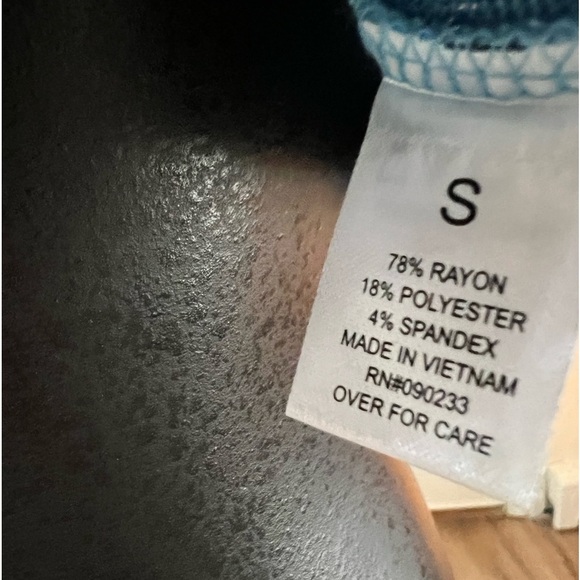 S
78% RAYON
18% POLYESTER
4% SPANDEX
MADE IN VIETNAM
RN#090233
OVER FOR CARE